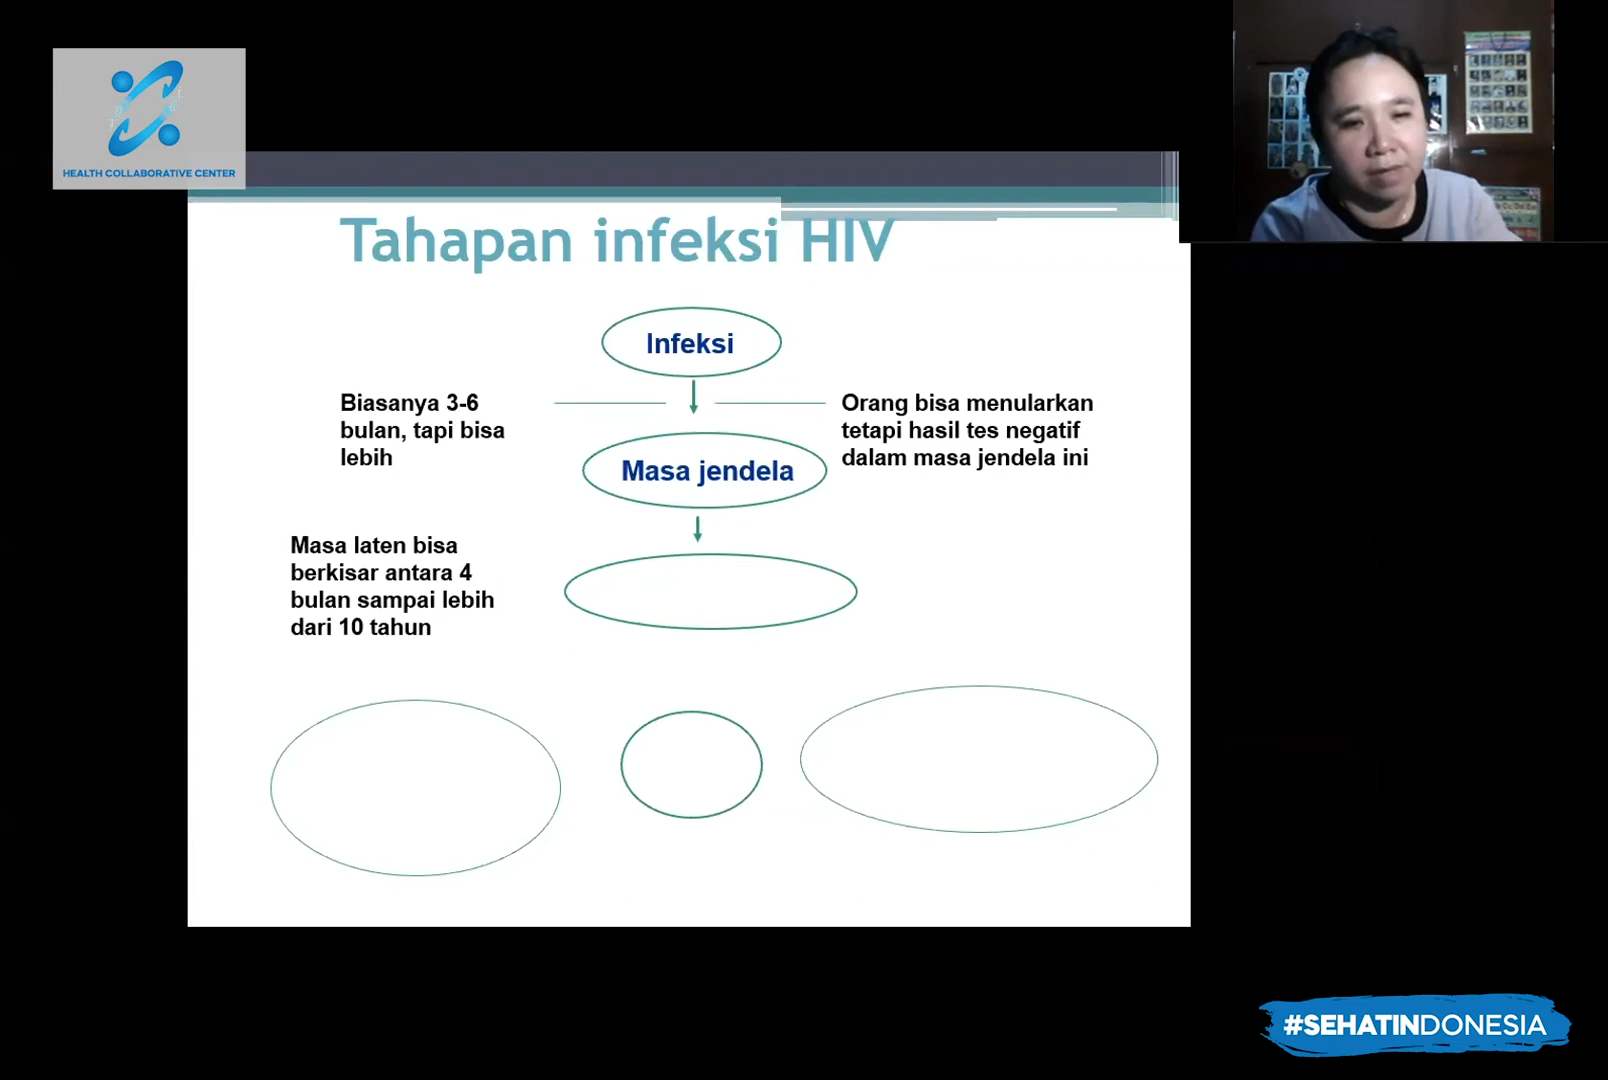 HEALTH COLLABORATIVE CENTER
Tahapan infeksi HIV
Infeksi
Biasanya 3-6
bulan, tapi bisa
lebih
Orang bisa menularkan
tetapi hasil tes negatif
dalam masa jendela ini
Masa jendela
Masa laten bisa
berkisar antara 4
bulan sampai lebih
dari 10 tahun
#SEHATINDONESIA